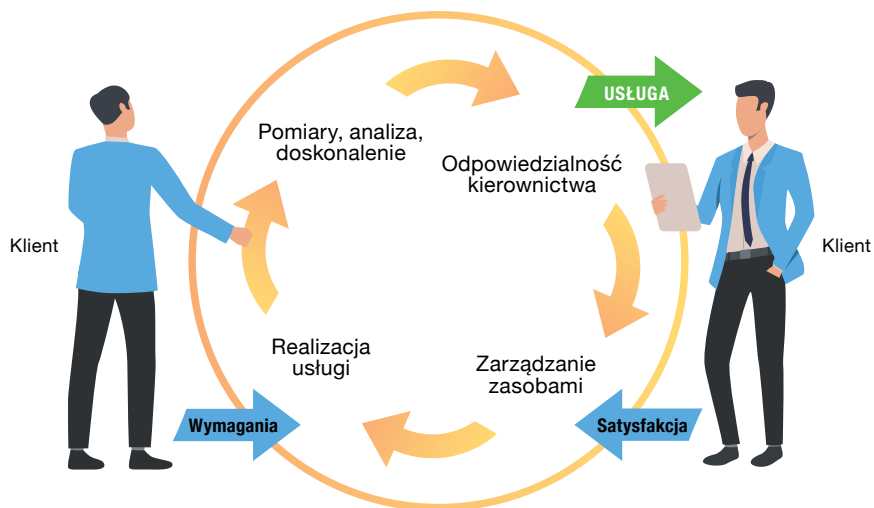 USŁUGA
Pomiary, analiza,
doskonalenie
Odpowiedzialność
kierownictwa
Klient
Klient
Realizacja
usługi
Zarządzanie
zasobami
Wymagania
Satysfakcja